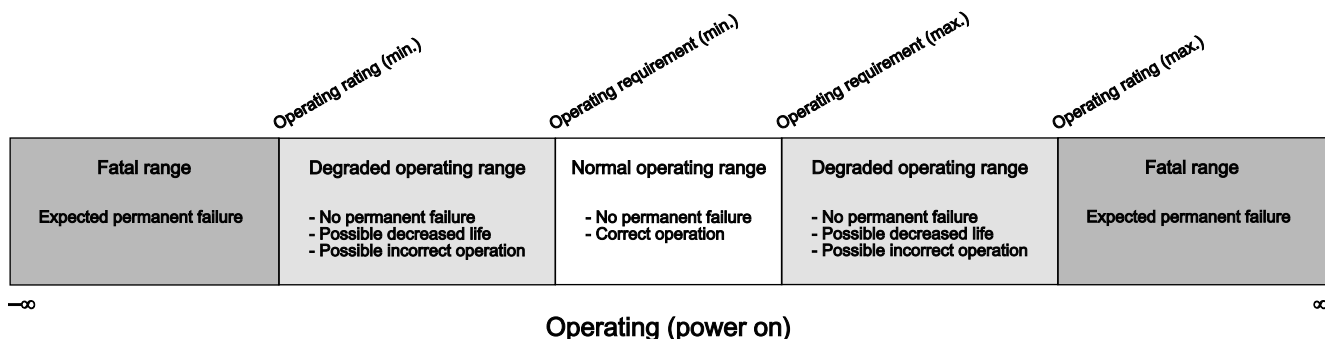 Operating rating (min.)
Operating requirement (min.)
Operating requirement (max.)
Operating rating (max.)
Fatal range
Expected permanent failure
Degraded operating range
- No permanent failure
- Possible decreased life
- Possible incorrect operation
Normal operating range
- No permanent failure
- Correct operation
Degraded operating range
- No permanent failure
- Possible decreased life
- Possible incorrect operation
Fatal range
Expected permanent failure
–∞
∞
Operating (power on)